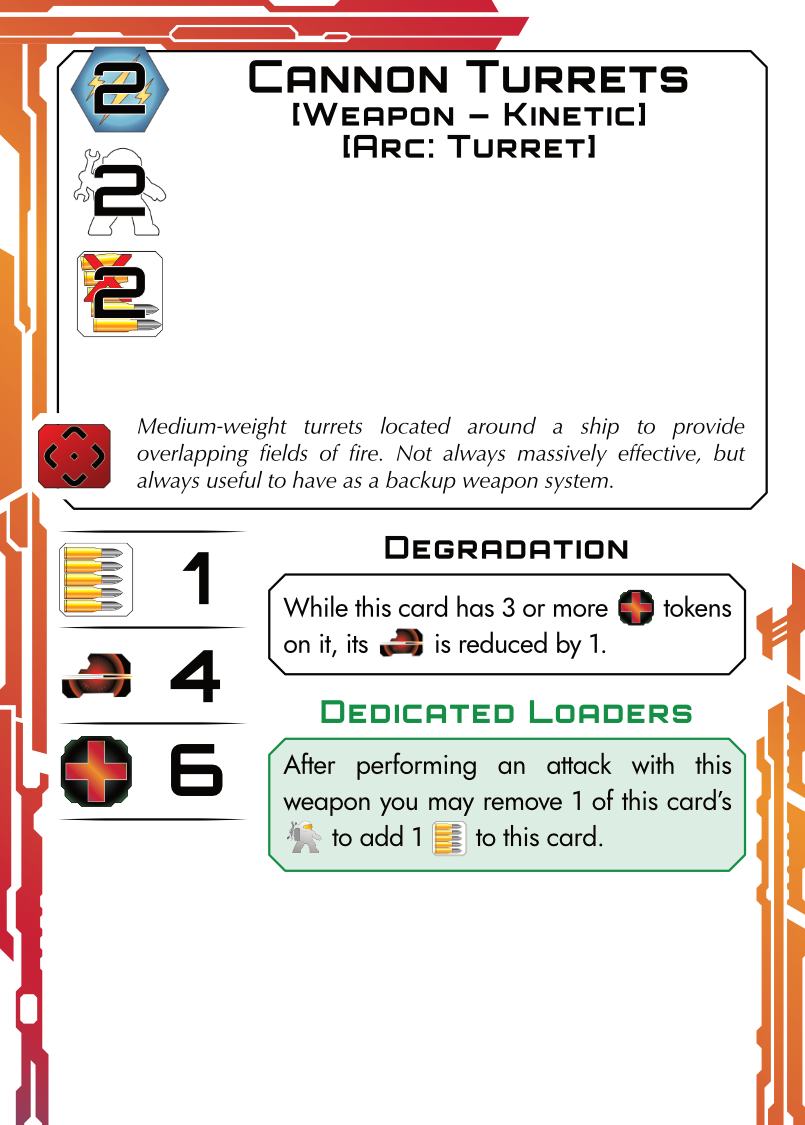 2
Cannon Turrets
[Weapon – Kinetic]
[Arc: Turret]
2
2
Medium-weight turrets located around a ship to provide
overlapping fields of fire. Not always massively effective, but
always useful to have as a backup weapon system.
1
4
6
Degradation
While this card has 3 or more tokens
on it, its is reduced by 1.
Dedicated Loaders
After performing an attack with this
weapon you may remove 1 of this card's
to add 1 to this card.